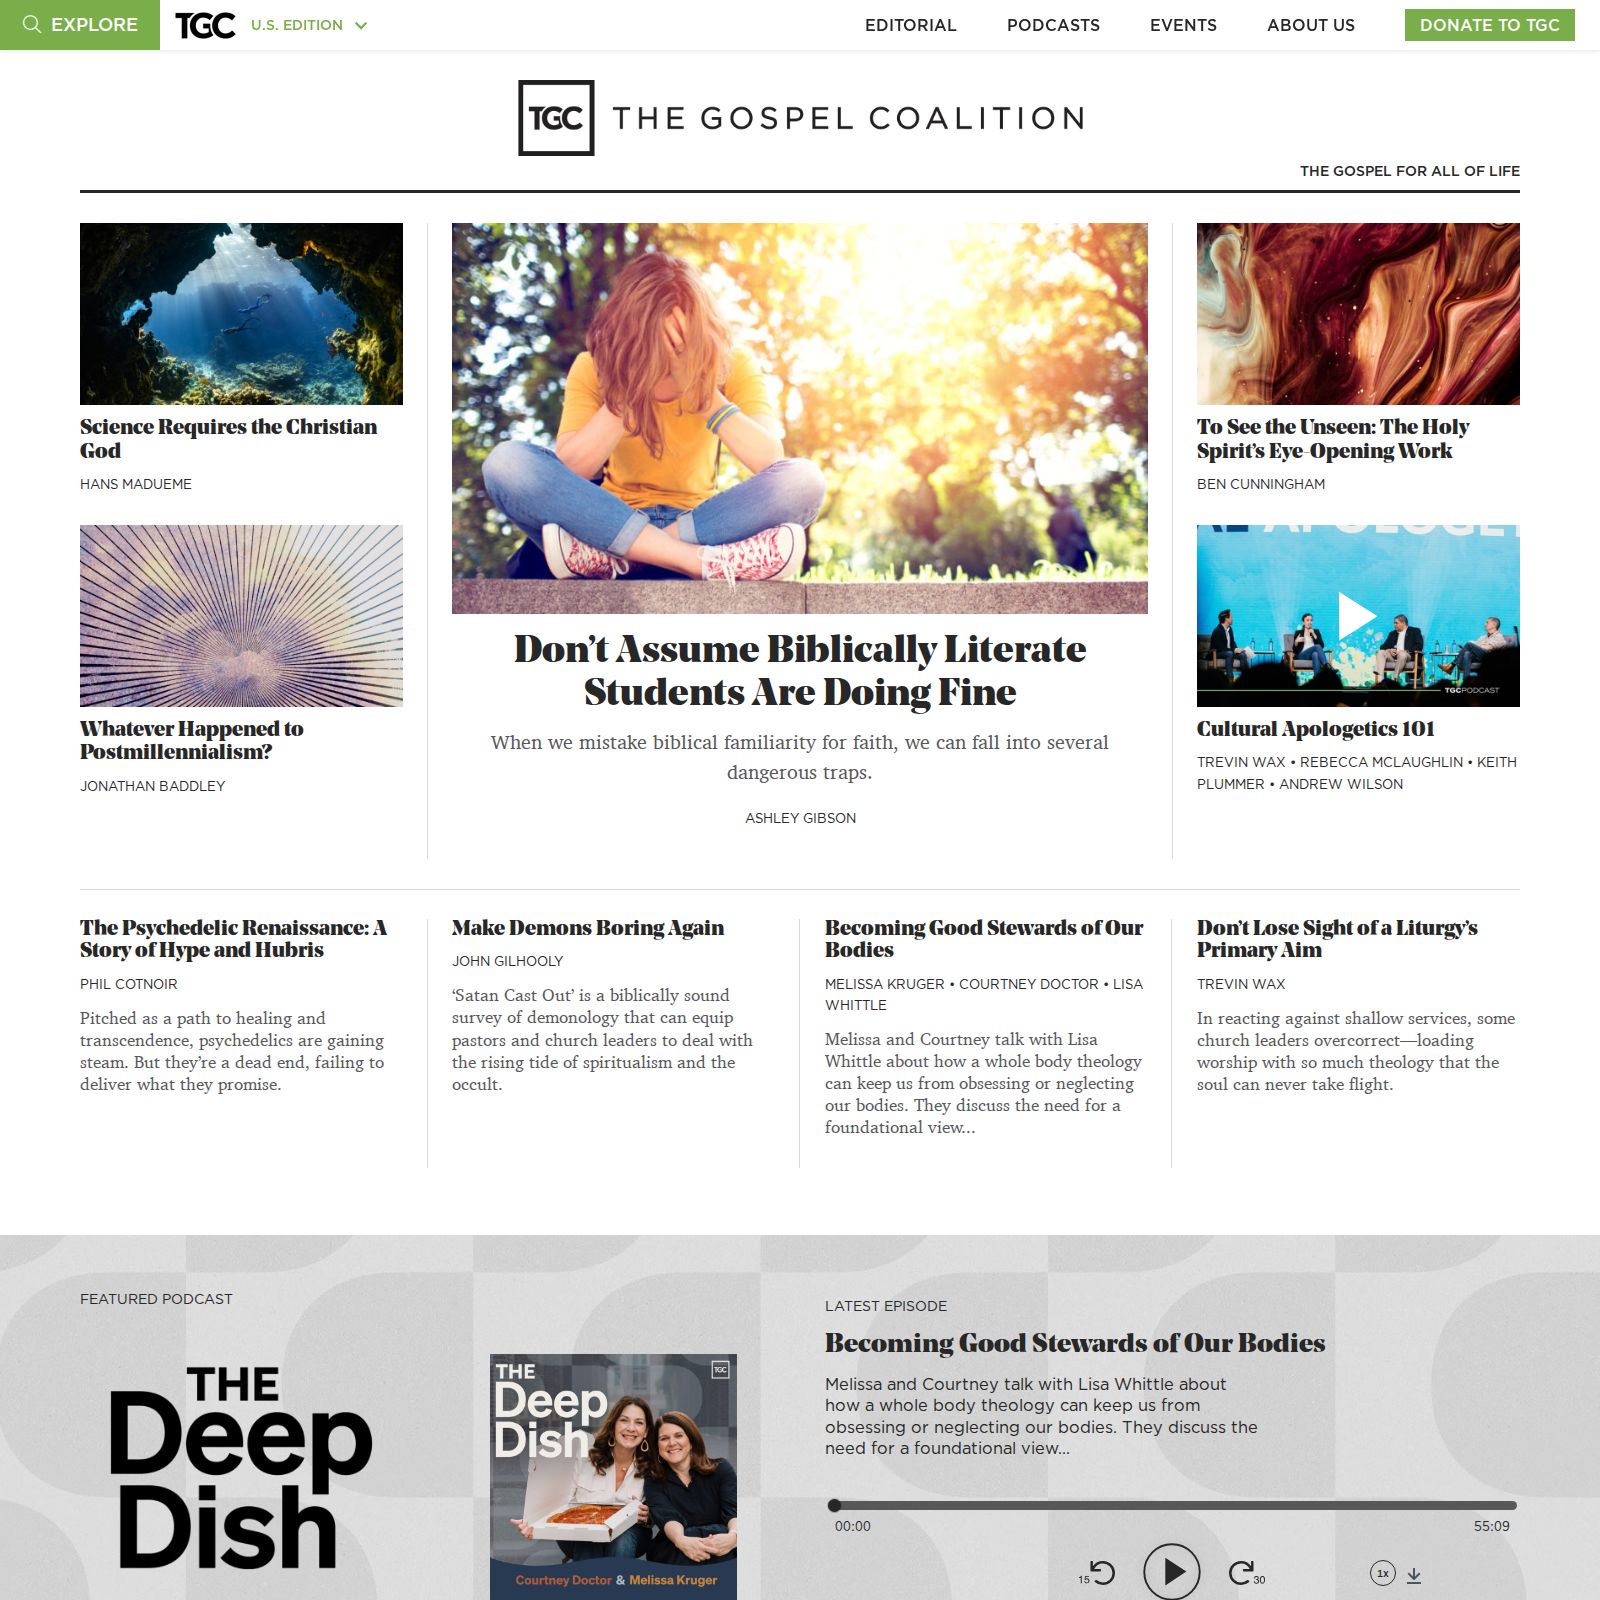 EXPLORE
TGC
U.S. EDITION
EDITORIAL
PODCASTS
EVENTS
ABOUT US
DONATE TO TGC
TGC THE GOSPEL COALITION
THE GOSPEL FOR ALL OF LIFE
Science Requires the Christian
God
HANS MADUEME
Whatever Happened to
Postmillennialism?
JONATHAN BADDLEY
Don’t Assume Biblically Literate
Students Are Doing Fine
When we mistake biblical familiarity for faith, we can fall into several
dangerous traps.
ASHLEY GIBSON
To See the Unseen: The Holy
Spirit’s Eye-Opening Work
BEN CUNNINGHAM
TGCPODCAST
Cultural Apologetics 101
TREVIN WAX • REBECCA MCLAUGHLIN • KEITH
PLUMMER • ANDREW WILSON
The Psychedelic Renaissance: A
Story of Hype and Hubris
PHIL COTNOIR
Pitched as a path to healing and
transcendence, psychedelics are gaining
steam. But they’re a dead end, failing to
deliver what they promise.
Make Demons Boring Again
JOHN GILHOOLY
‘Satan Cast Out’ is a biblically sound
survey of demonology that can equip
pastors and church leaders to deal with
the rising tide of spiritualism and the
occult.
Becoming Good Stewards of Our
Bodies
MELISSA KRUGER • COURTNEY DOCTOR • LISA
WHITTLE
Melissa and Courtney talk with Lisa
Whittle about how a whole body theology
can keep us from obsessing or neglecting
our bodies. They discuss the need for a
foundational view…
Don’t Lose Sight of a Liturgy’s
Primary Aim
TREVIN WAX
In reacting against shallow services, some
church leaders overcorrect—loading
worship with so much theology that the
soul can never take flight.
FEATURED PODCAST
THE
Deep
Dish
THE
Deep
Dish
TGC
Courtney Doctor & Melissa Kruger
LATEST EPISODE
Becoming Good Stewards of Our Bodies
Melissa and Courtney talk with Lisa Whittle about
how a whole body theology can keep us from
obsessing or neglecting our bodies. They discuss the
need for a foundational view...
00:00
55:09
15
30
1x